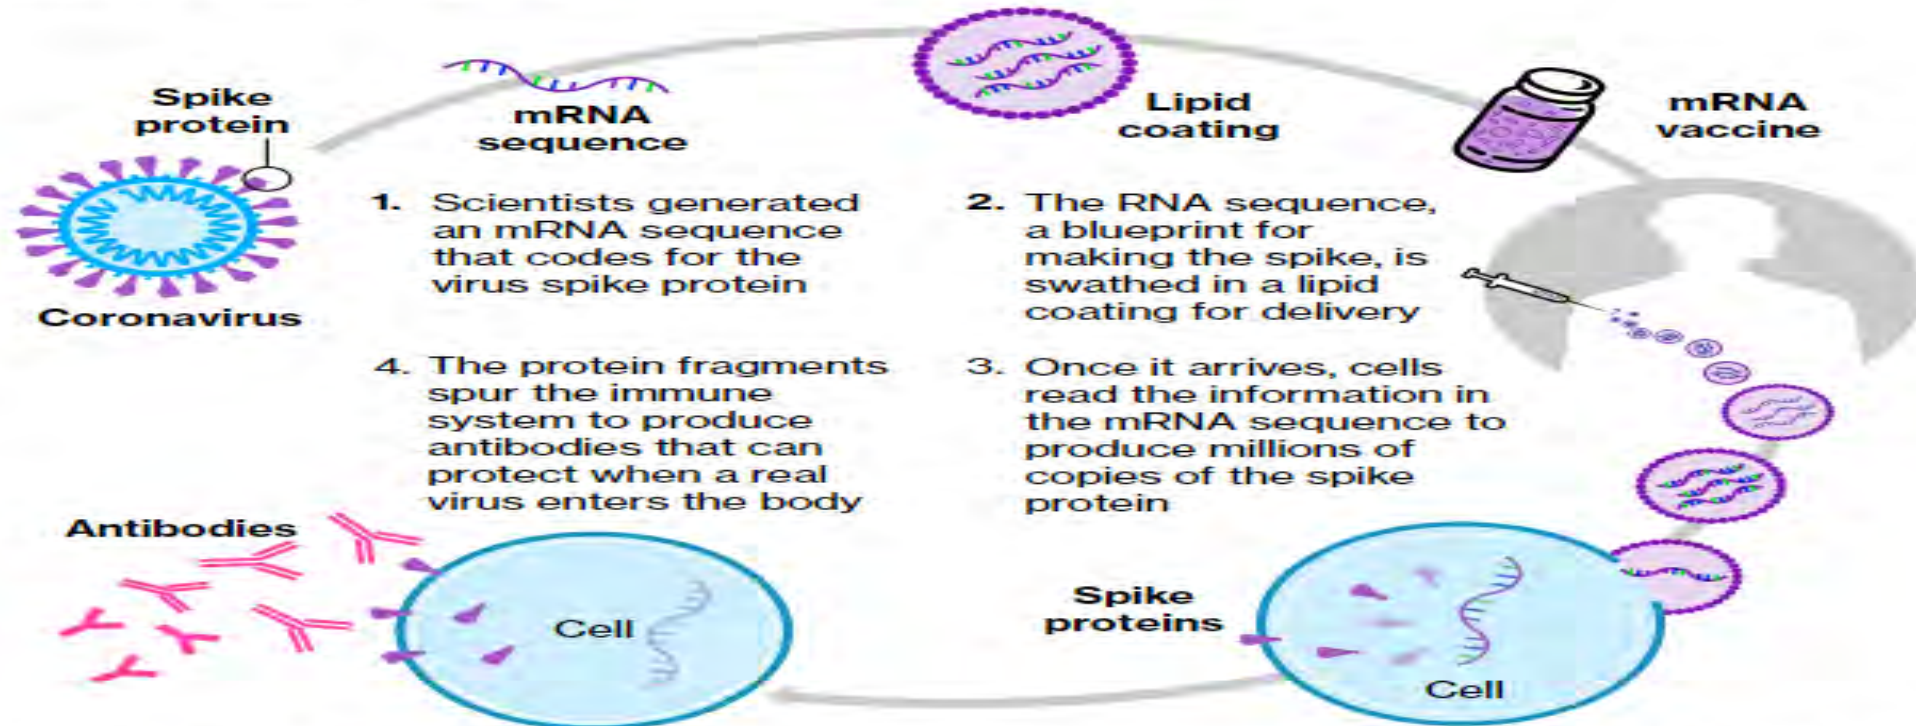 Spike
protein
mRNA
sequence
Lipid
coating
mRNA
vaccine
Coronavirus
1. Scientists generated
an mRNA sequence
that codes for the
virus spike protein
2. The RNA sequence,
a blueprint for
making the spike, is
swathed in a lipid
coating for delivery
3. Once it arrives, cells
read the information in
the mRNA sequence to
produce millions of
copies of the spike
protein
4. The protein fragments
spur the immune
system to produce
antibodies that can
protect when a real
virus enters the body
Spike
proteins
Cell
Antibodies
Cell